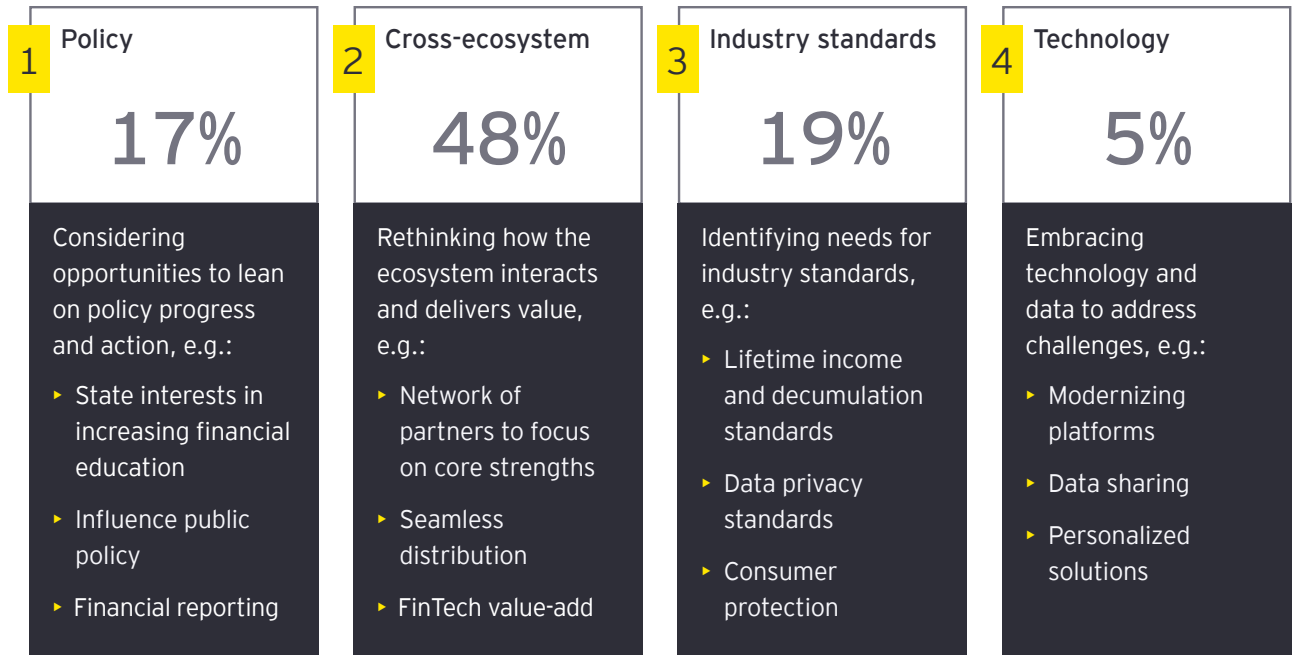 1
Policy
17%
Considering
opportunities to lean
on policy progress
and action, e.g.:
▸ State interests in
increasing financial
education
▸ Influence public
policy
▸ Financial reporting
2
Cross-ecosystem
48%
Rethinking how the
ecosystem interacts
and delivers value,
e.g.:
▸ Network of
partners to focus
on core strengths
▸ Seamless
distribution
▸ FinTech value-add
3
Industry standards
19%
Identifying needs for
industry standards,
e.g.:
▸ Lifetime income
and decumulation
standards
▸ Data privacy
standards
▸ Consumer
protection
4
Technology
5%
Embracing
technology and
data to address
challenges, e.g.:
▸ Modernizing
platforms
▸ Data sharing
▸ Personalized
solutions